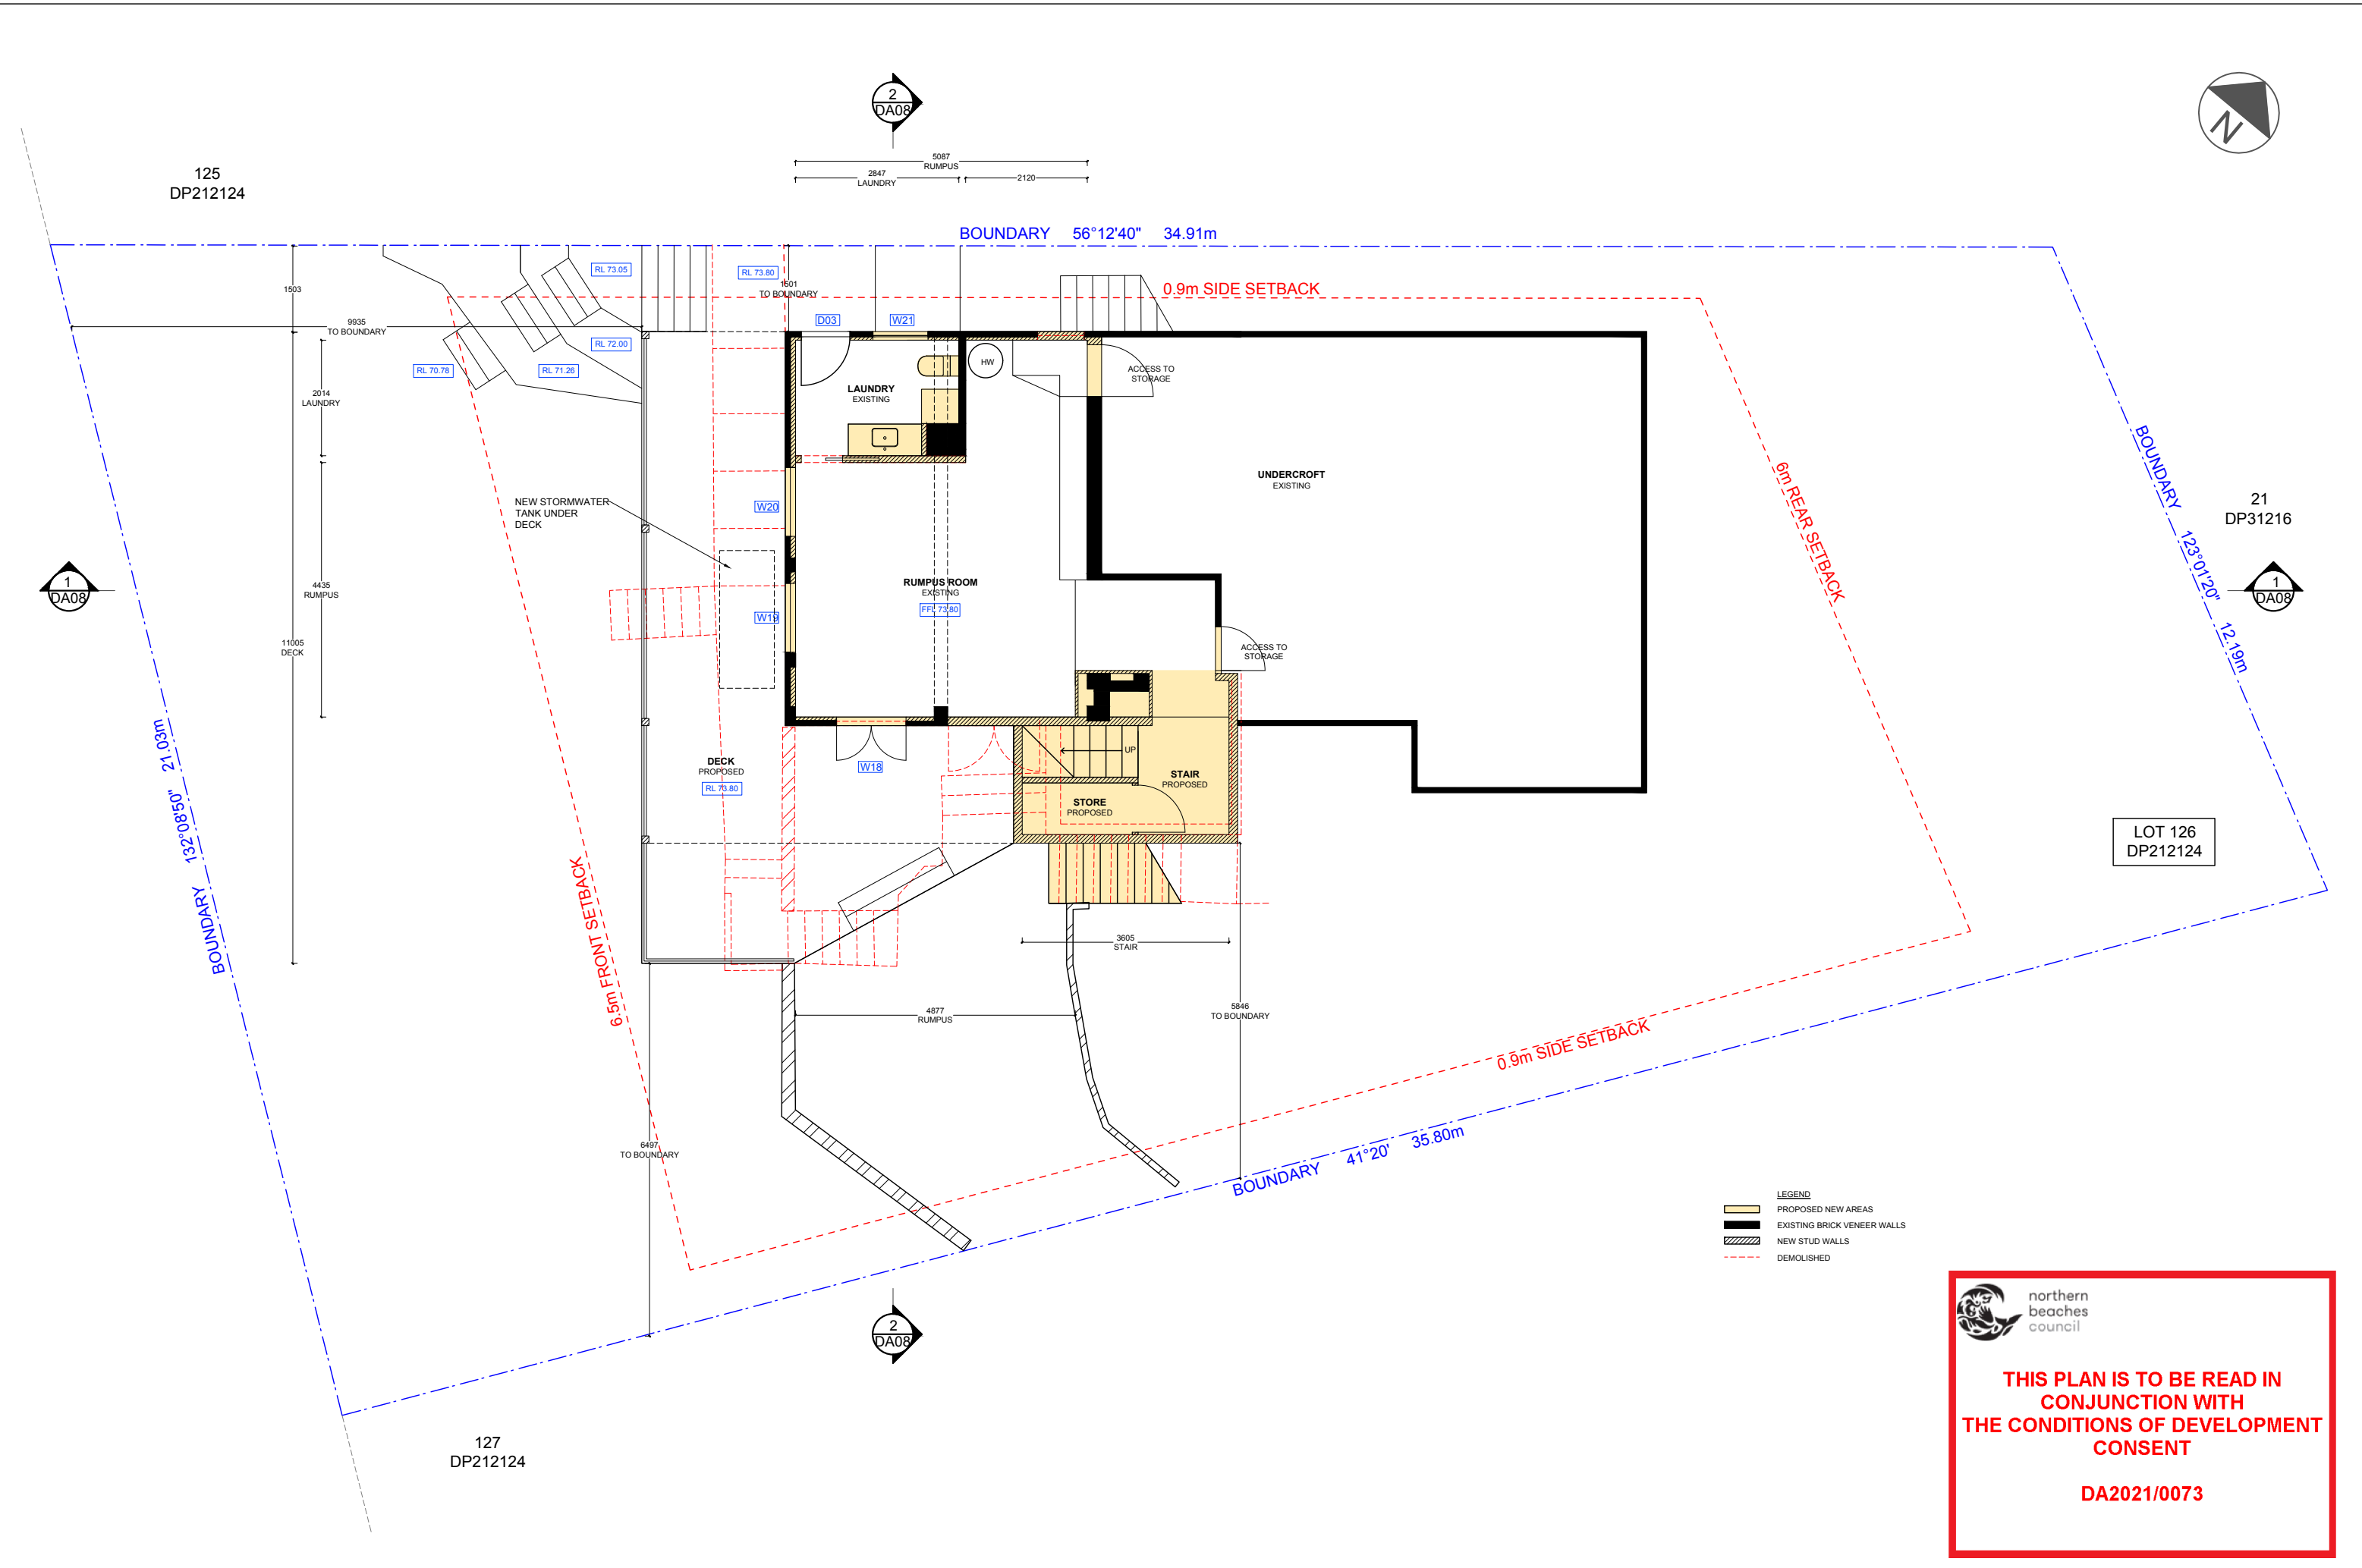 2
DA08
5087
RUMPUS
2847
LAUNDRY
2120
N
125
DP212124
BOUNDARY 56°12'40" 34.91m
RL 73.05
RL 73.80
1501
TO BOUNDARY
0.9m SIDE SETBACK
1503
9935
TO BOUNDARY
D03
W21
RL 72.00
RL 70.78
RL 71.26
HW
ACCESS TO
STORAGE
LAUNDRY
EXISTING
2014
LAUNDRY
BOUNDARY 123°01'20" 12.19m
6m REAR SETBACK
UNDERCROFT
EXISTING
21
DP31216
NEW STORMWATER
TANK UNDER
DECK
W20
1
DA08
4435
RUMPUS
RUMPUS ROOM
EXISTING
FFL 73.80
W19
1
DA08
11005
DECK
ACCESS TO
STORAGE
BOUNDARY 132°08'50" 21.03m
UP
DECK
PROPOSED
RL 73.80
W18
STAIR
PROPOSED
STORE
PROPOSED
LOT 126
DP212124
6.5m FRONT SETBACK
3605
STAIR
4877
RUMPUS
5846
TO BOUNDARY
0.9m SIDE SETBACK
6497
TO BOUNDARY
BOUNDARY 41°20' 35.80m
LEGEND
PROPOSED NEW AREAS
EXISTING BRICK VENEER WALLS
NEW STUD WALLS
DEMOLISHED
2
DA08
127
DP212124
northern
beaches
council
THIS PLAN IS TO BE READ IN
CONJUNCTION WITH
THE CONDITIONS OF DEVELOPMENT
CONSENT
DA2021/0073